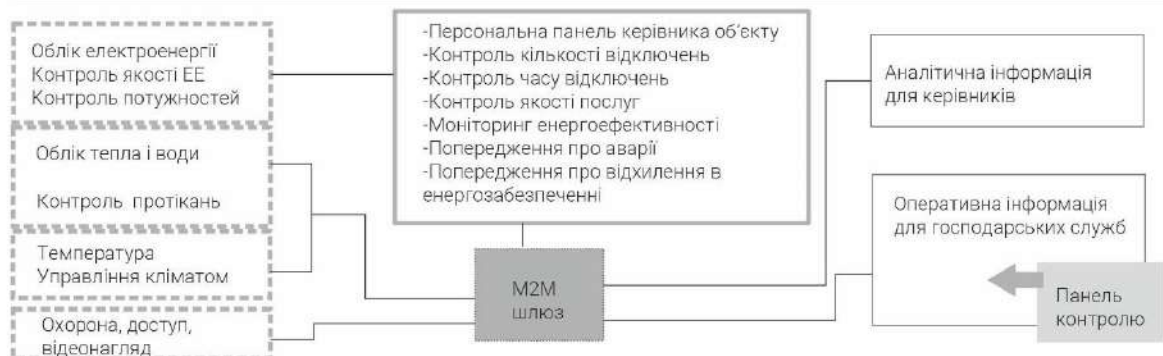 Облік електроенергії
Контроль якості ЕЕ
Контроль потужностей
Облік тепла і води
Контроль протікань
Температура
Управління кліматом
Охорона, доступ,
відеонагляд
-Персональна панель керівника об'єкту
-Контроль кількості відключень
-Контроль часу відключень
-Контроль якості послуг
-Моніторинг енергоефективності
-Попередження про аварії
-Попередження про відхилення в
енергозабезпеченні
М2М
шлюз
Аналітична інформація
для керівників
Оперативна інформація
для господарських служб
Панель
контролю